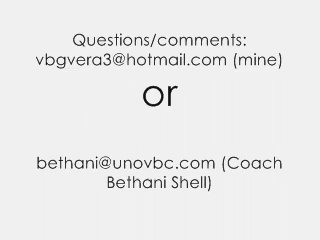 Questions/comments:
vbgvera3@hotmail.com (mine)
or
bethani@unovbc.com (Coach
Bethani Shell)